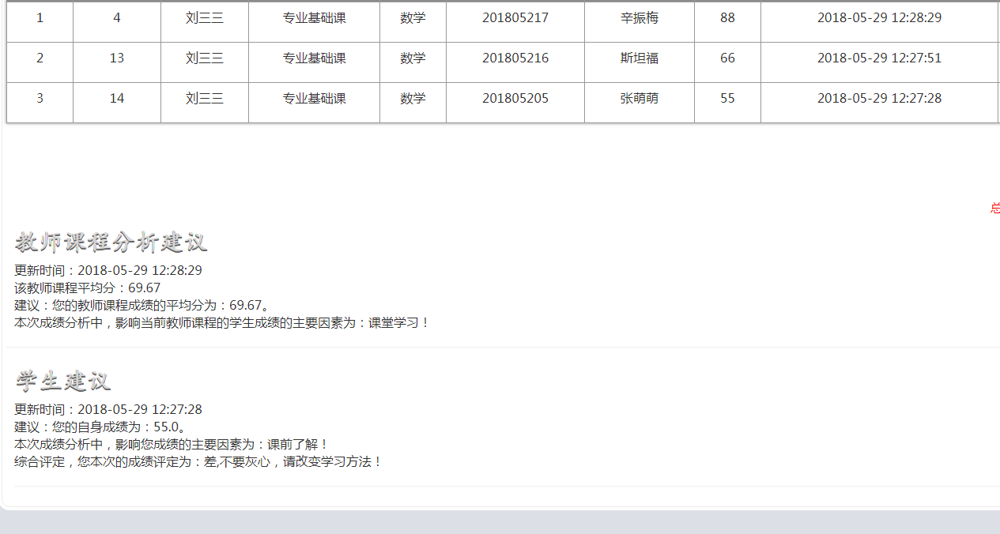 1 4 刘三三 专业基础课 数学 201805217 辛振梅 88 2018-05-29 12:28:29
2 13 刘三三 专业基础课 数学 201805216 斯坦福 66 2018-05-29 12:27:51
3 14 刘三三 专业基础课 数学 201805205 张萌萌 55 2018-05-29 12:27:28
总
教师课程分析建议
更新时间：2018-05-29 12:28:29
该教师课程平均分：69.67
建议：您的教师课程成绩的平均分为：69.67。
本次成绩分析中，影响当前教师课程的学生成绩的主要因素为：课堂学习！
学生建议
更新时间：2018-05-29 12:27:28
建议：您的自身成绩为：55.0。
本次成绩分析中，影响您成绩的主要因素为：课前了解！
综合评定，您本次的成绩评定为：差,不要灰心，请改变学习方法！